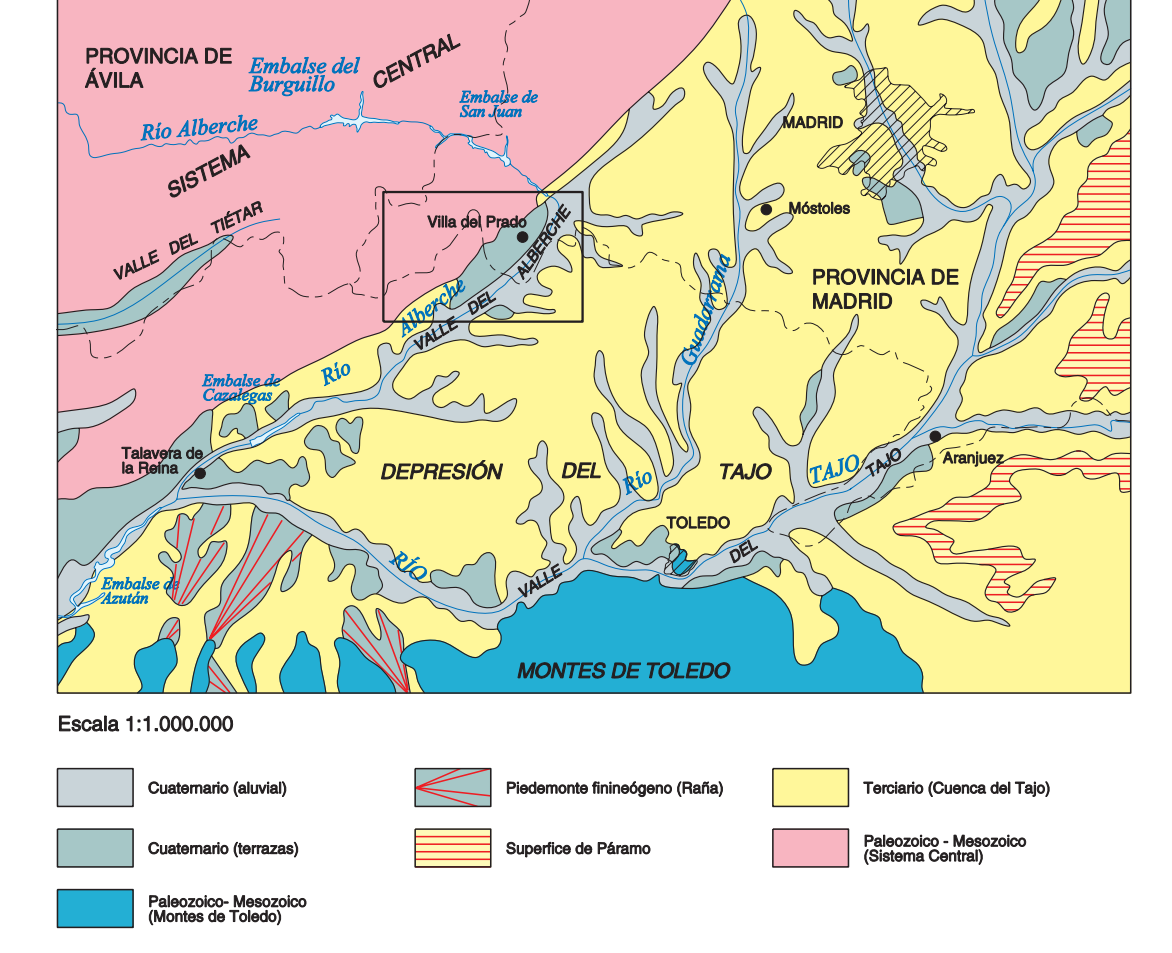 PROVINCIA DE
ÁVILA
Embalse del
Burguillo
CENTRAL
Embalse de
San Juan
Río Alberche
SISTEMA
MADRID
VALLE DEL TIÉTAR
Villa del Prado
Móstoles
ALBERCHE
PROVINCIA DE
MADRID
Alberche
VALLE DEL
Guadarrama
Río
Embalse de
Cazalegas
Talavera de
la Reina
DEPRESIÓN DEL TAJO
Río
TAJO
TAJO
Aranjuez
TOLEDO
DEL
RÍO
VALLE
Embalse de
Azután
MONTES DE TOLEDO
Escala 1:1.000.000
Cuaternario (aluvial)
Piedemonte finineógeno (Raña)
Terciario (Cuenca del Tajo)
Cuaternario (terrazas)
Superfice de Páramo
Paleozoico - Mesozoico
(Sistema Central)
Paleozoico- Mesozoico
(Montes de Toledo)